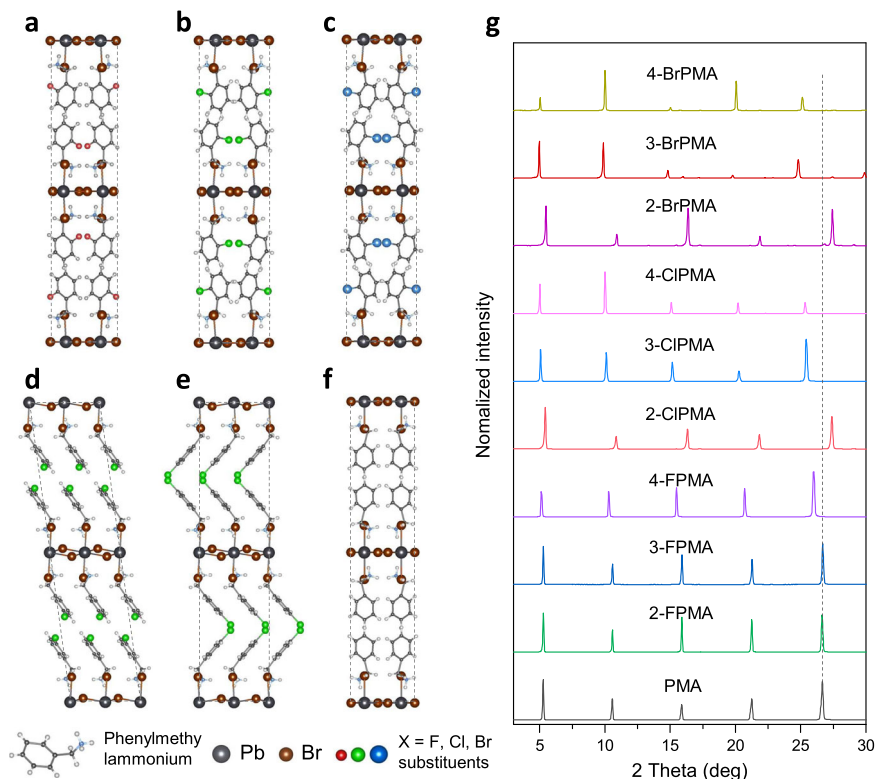 a
b
c
d
e
f
Phenylmethy
lammonium
Pb
Br
X = F, Cl, Br
substituents
g
Nomalized intensity
4-BrPMA
3-BrPMA
2-BrPMA
4-ClPMA
3-ClPMA
2-ClPMA
4-FPMA
3-FPMA
2-FPMA
PMA
5 10 15 20 25 30
2 Theta (deg)